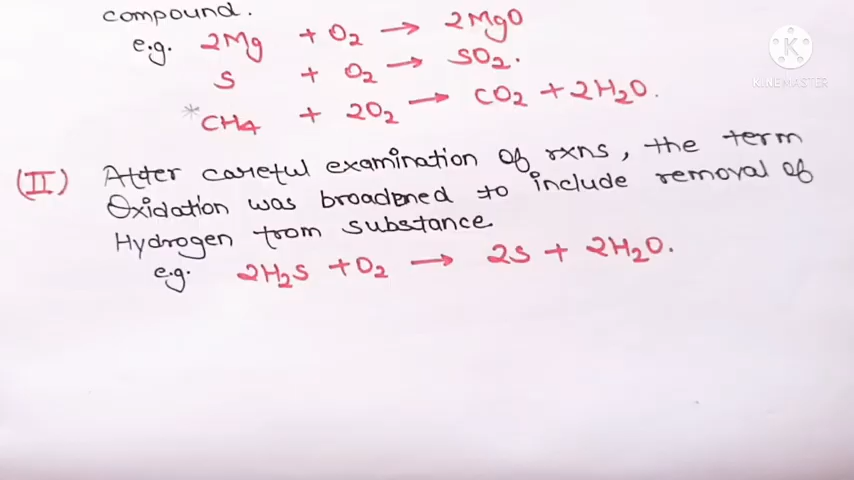 compound.
e.g. 2Mg + O₂ → 2MgO
S + O₂ → SO₂.
* CH₄ + 2O₂ → CO₂ + 2H₂O.
(II) After careful examination of rxns, the term
Oxidation was broadened to include removal of
Hydrogen from substance
e.g. 2H₂S + O₂ → 2S + 2H₂O.
K
KINEMASTER